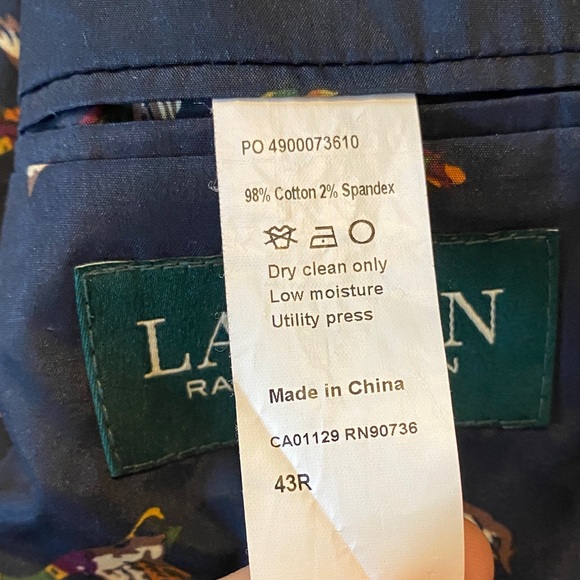 PO 4900073610
98% Cotton 2% Spandex
Dry clean only
Low moisture
Utility press
Made in China
CA01129 RN90736
43R